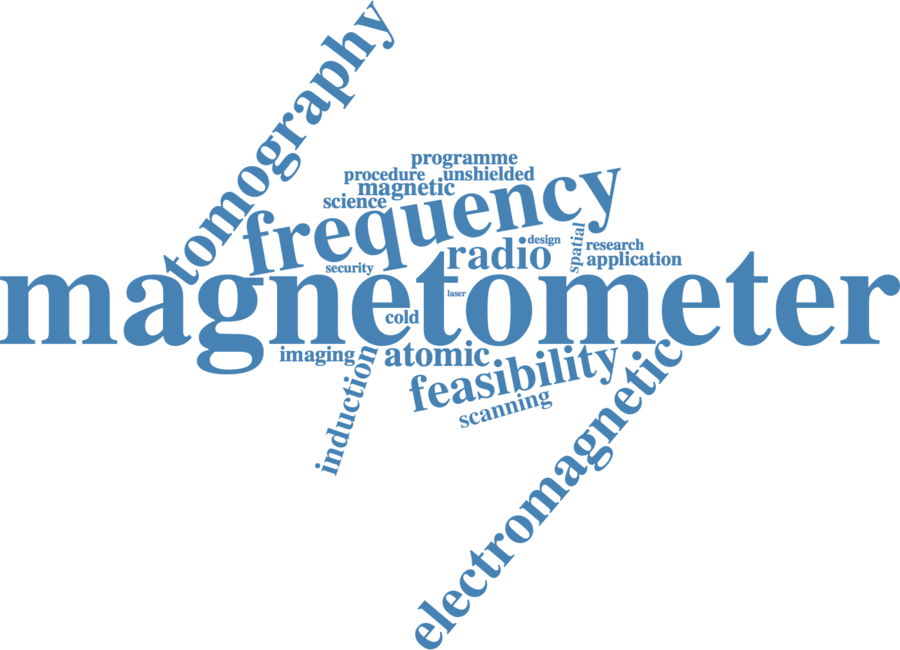 tomography
programme
procedure
unshielded
magnetic
science
frequency
radio
design
spatial
research
application
security
magnetometer
laser
cold
imaging
atomic
induction
feasibility
scanning
electromagnetic